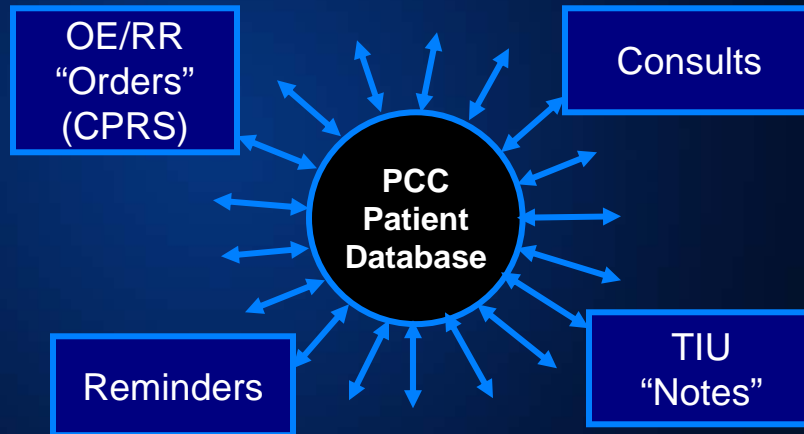 OE/RR
“Orders”
(CPRS)
Consults
PCC
Patient
Database
Reminders
TIU
“Notes”